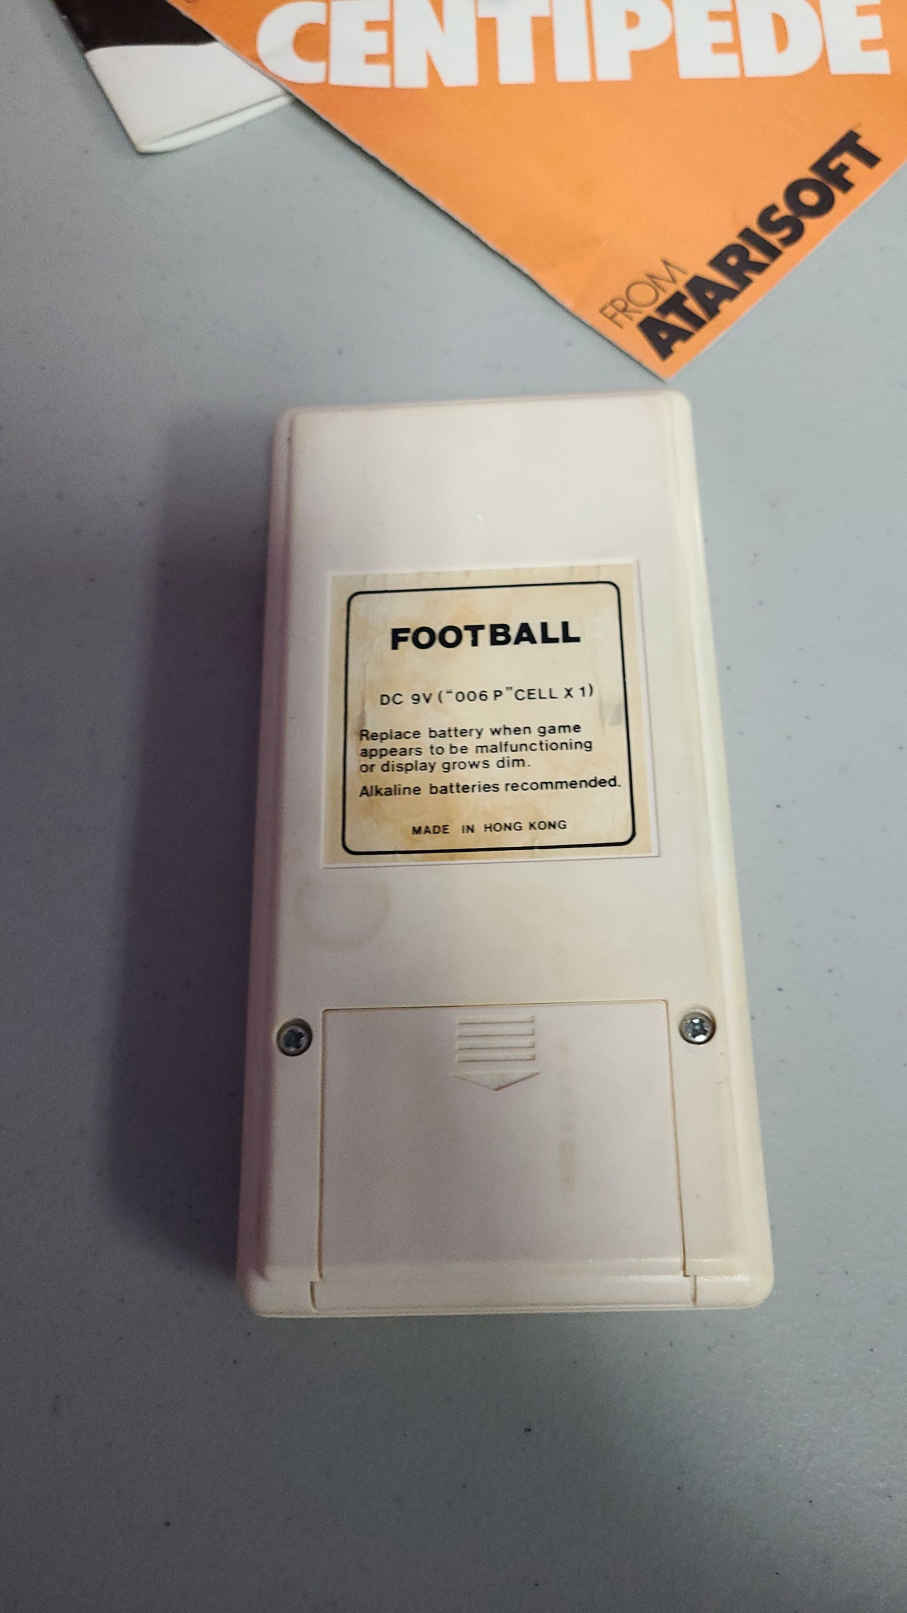 CENTIPEDE
FROM
ATARISOFT
FOOTBALL
DC 9V ("006 P" CELL X 1)
Replace battery when game
appears to be malfunctioning
or display grows dim.
Alkaline batteries recommended.
MADE IN HONG KONG